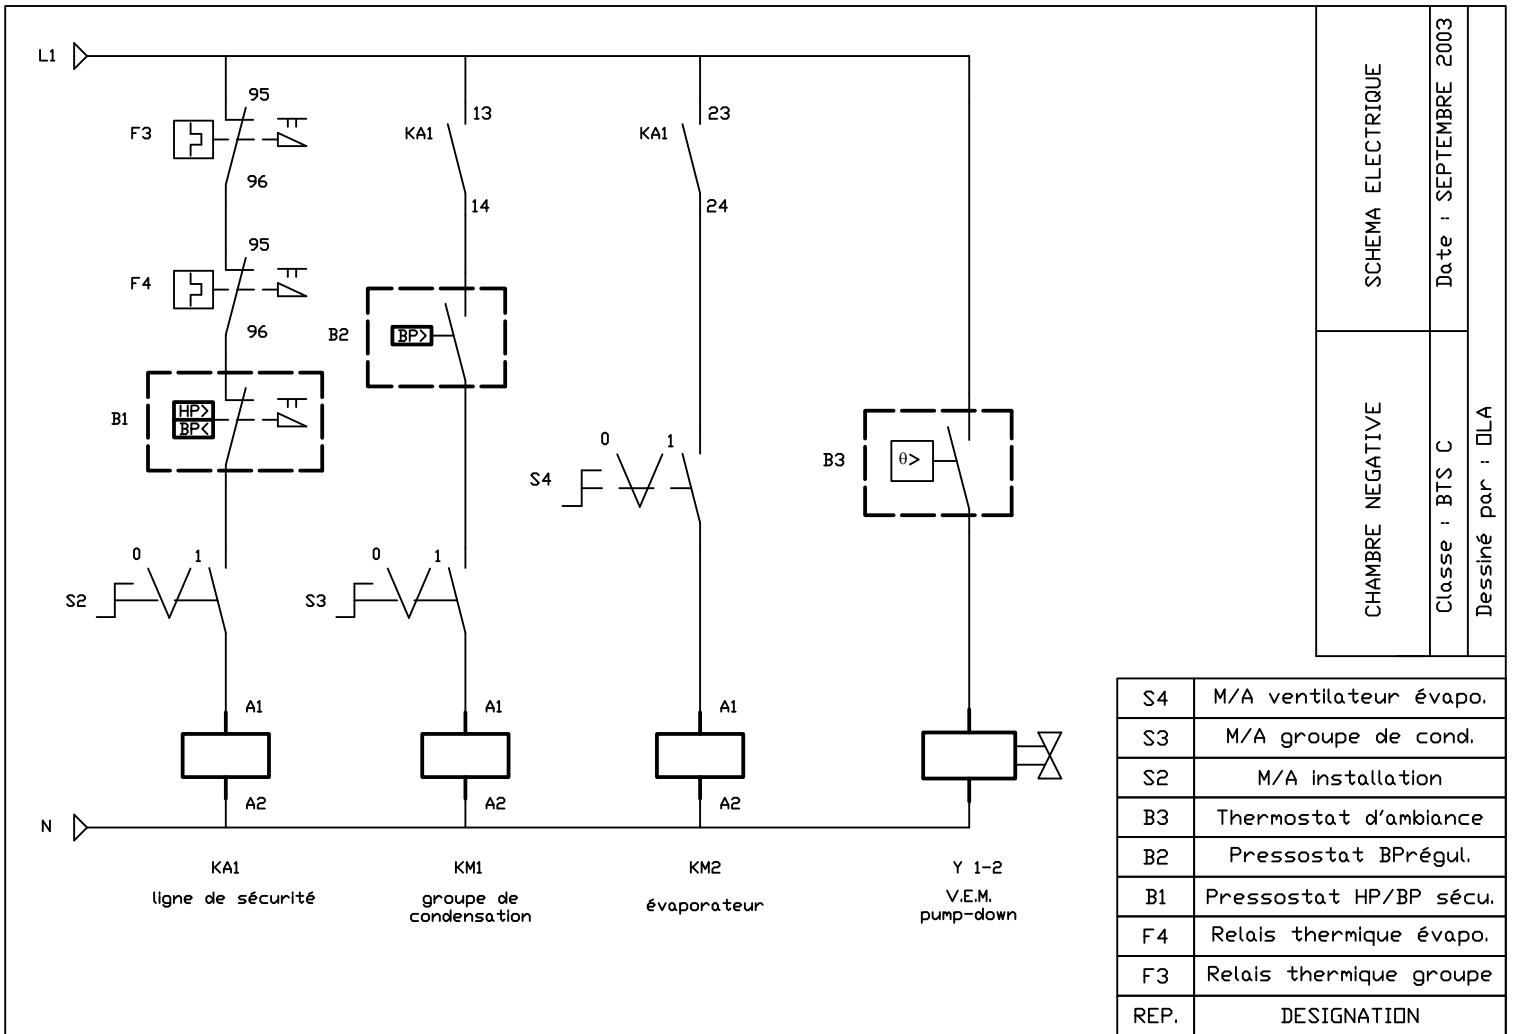 L1
F3
95
96
F4
95
96
B1
HP>
BP<
S2
0
1
A1
A2
N
KA1
ligne de sécurité
KA1
13
14
B2
BP>
S3
0
1
A1
A2
KM1
groupe de
condensation
KA1
23
24
S4
0
1
A1
A2
KM2
évaporateur
B3
θ>
Y 1-2
V.E.M.
pump-down
SCHEMA ELECTRIQUE
Date : SEPTEMBRE 2003
CHAMBRE NEGATIVE
Classe : BTS C
Dessiné par : OLA
S4 M/A ventilateur évapo.
S3 M/A groupe de cond.
S2 M/A installation
B3 Thermostat d'ambiance
B2 Pressostat BPrégul.
B1 Pressostat HP/BP sécu.
F4 Relais thermique évapo.
F3 Relais thermique groupe
REP. DESIGNATION